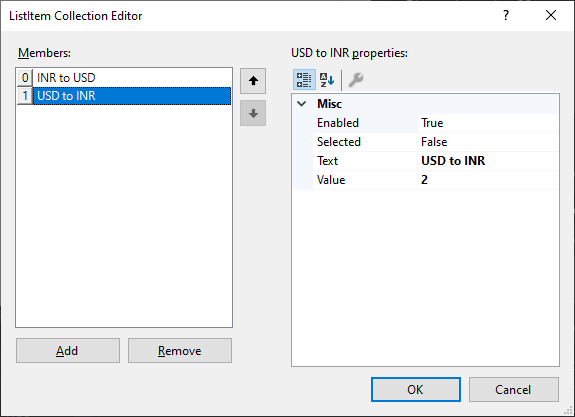 ListItem Collection Editor
?
Members:
0 INR to USD
1 USD to INR
Add
Remove
USD to INR properties:
A Z
Misc
Enabled True
Selected False
Text USD to INR
Value 2
OK
Cancel